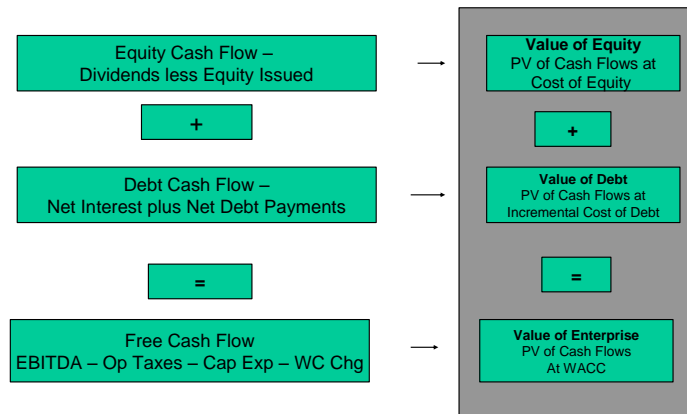 Equity Cash Flow –
Dividends less Equity Issued
Value of Equity
PV of Cash Flows at
Cost of Equity
+
+
Debt Cash Flow –
Net Interest plus Net Debt Payments
Value of Debt
PV of Cash Flows at
Incremental Cost of Debt
=
=
Free Cash Flow
EBITDA – Op Taxes – Cap Exp – WC Chg
Value of Enterprise
PV of Cash Flows
At WACC